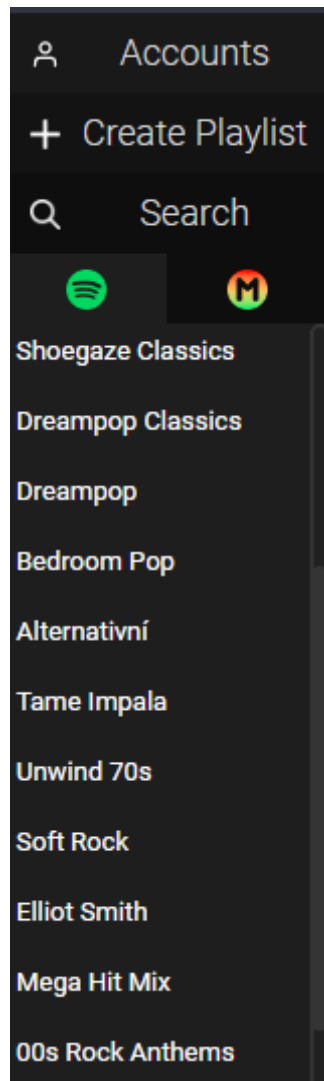 Accounts
Create Playlist
Search
M
Shoegaze Classics
Dreampop Classics
Dreampop
Bedroom Pop
Alternativní
Tame Impala
Unwind 70s
Soft Rock
Elliot Smith
Mega Hit Mix
00s Rock Anthems